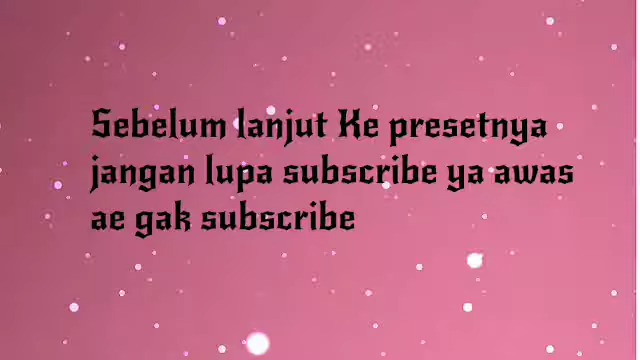 Sebelum lanjut Ke presetnya
jangan lupa subscribe ya awas
ae gak subscribe